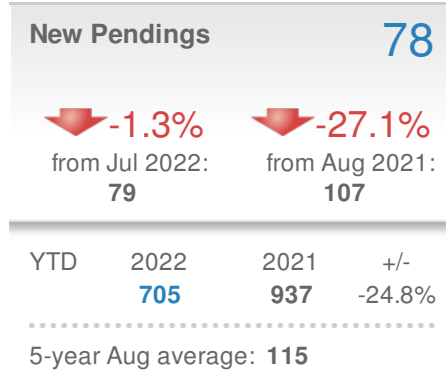 New Pendings 78
-1.3% -27.1%
from Jul 2022: from Aug 2021:
79 107
YTD 2022 2021 +/-
705 937 -24.8%
5-year Aug average: 115